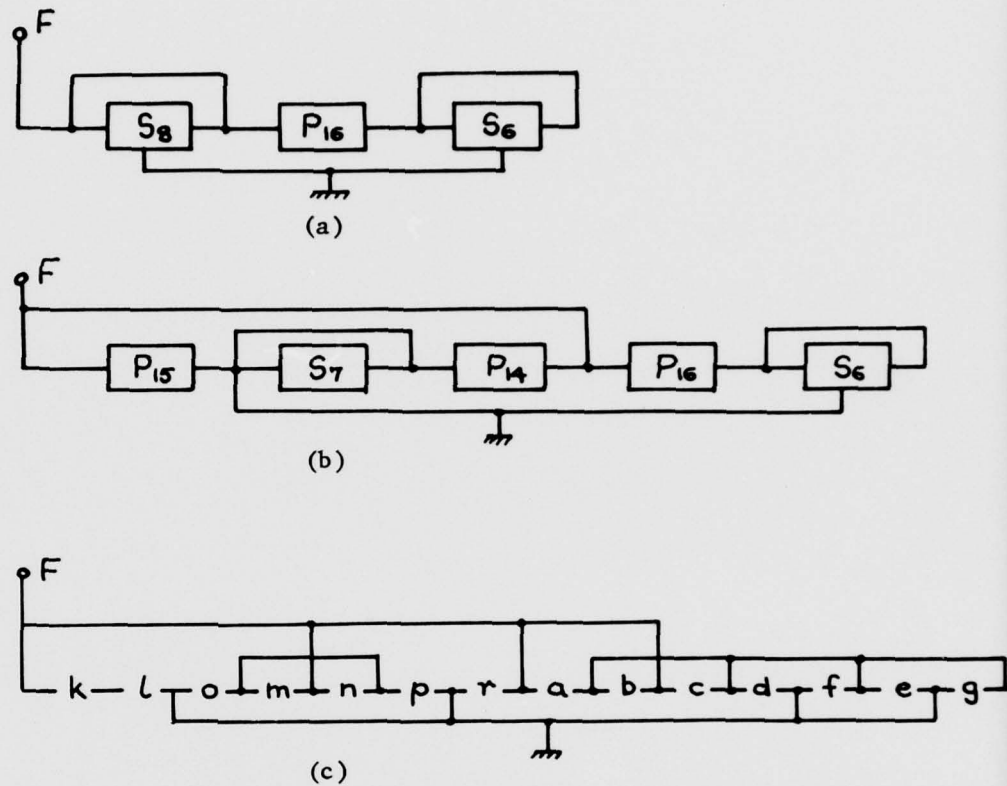 F
S₈ P₁₆ S₆
(a)
F
P₁₅ S₇ P₁₄ P₁₆ S₆
(b)
F
k l o m n p r a b c d f e g
(c)